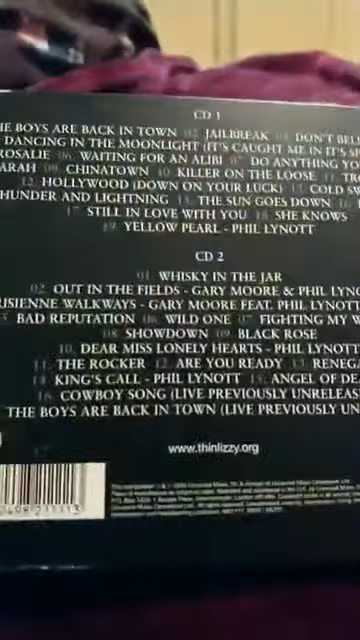 CD 1
HE BOYS ARE BACK IN TOWN 02. JAILBREAK 03. DON'T BELI
DANCING IN THE MOONLIGHT (IT'S CAUGHT ME IN IT'S SP
ROSALIE 06. WAITING FOR AN ALIBI 07. DO ANYTHING YO
ARAH 09. CHINATOWN 10. KILLER ON THE LOOSE 11. TR
12. HOLLYWOOD (DOWN ON YOUR LUCK) 13. COLD SW
HUNDER AND LIGHTNING 15. THE SUN GOES DOWN 16.
17. STILL IN LOVE WITH YOU 18. SHE KNOWS
19. YELLOW PEARL - PHIL LYNOTT
CD 2
01. WHISKY IN THE JAR
02. OUT IN THE FIELDS - GARY MOORE & PHIL LYNO
RISIENNE WALKWAYS - GARY MOORE FEAT. PHIL LYNOTT
BAD REPUTATION 06. WILD ONE 07. FIGHTING MY W
08. SHOWDOWN 09. BLACK ROSE
10. DEAR MISS LONELY HEARTS - PHIL LYNOTT
11. THE ROCKER 12. ARE YOU READY 13. RENEGA
14. KING'S CALL - PHIL LYNOTT 15. ANGEL OF DEA
16. COWBOY SONG (LIVE PREVIOUSLY UNRELEAS
THE BOYS ARE BACK IN TOWN (LIVE PREVIOUSLY UN
www.thinlizzy.org